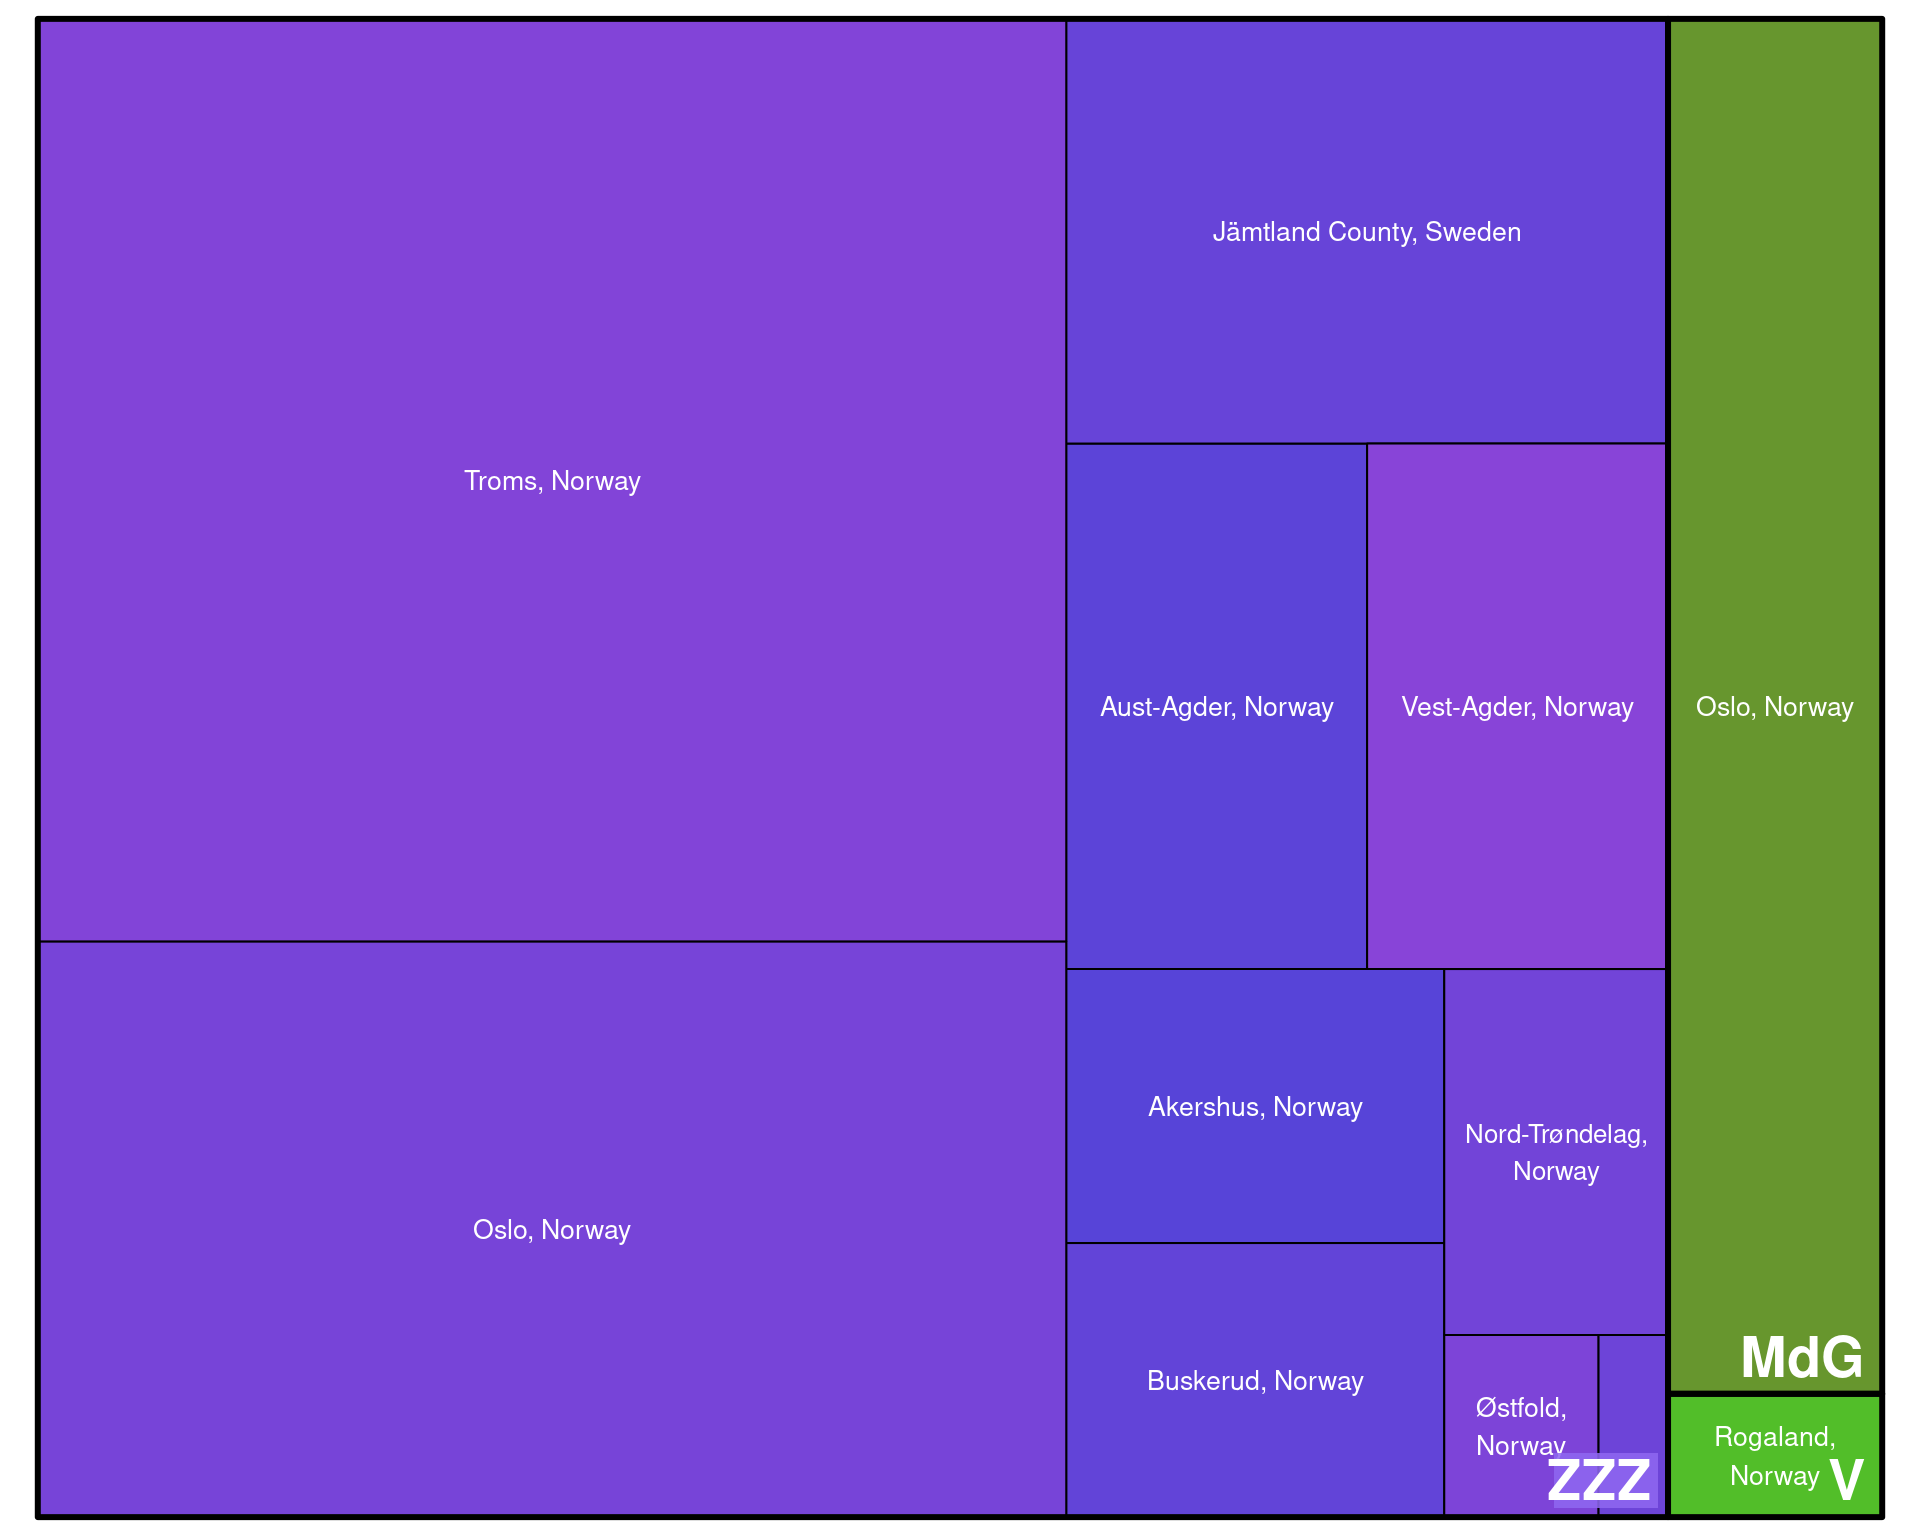 Jämtland County, Sweden
Troms, Norway
Aust-Agder, Norway
Vest-Agder, Norway
Oslo, Norway
Akershus, Norway
Nord-Trøndelag,
Norway
Oslo, Norway
Buskerud, Norway
Østfold,
Norway
ZZZ
MdG
Rogaland,
Norway
V